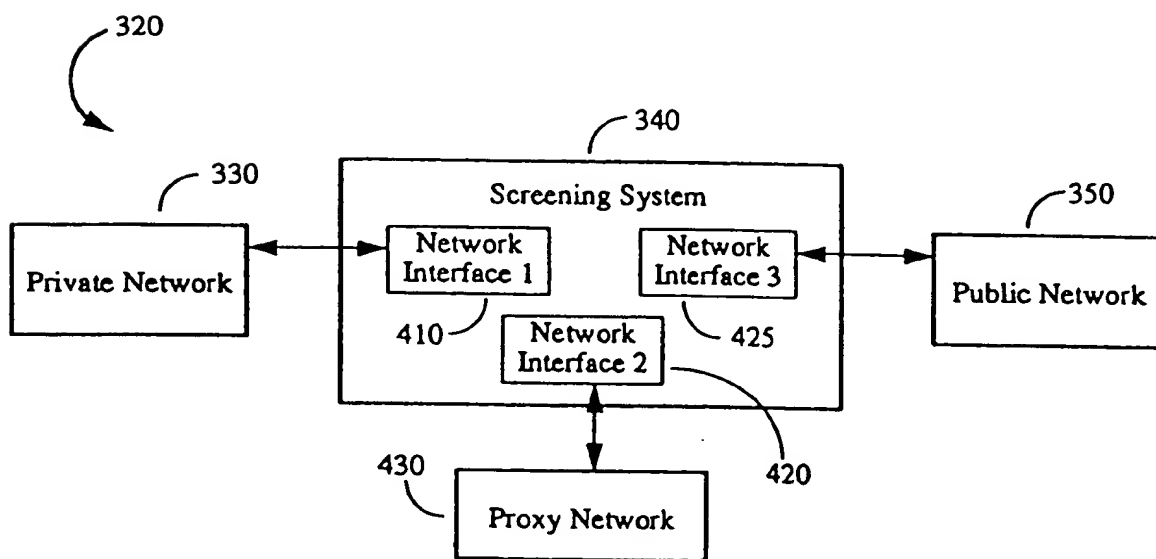 320
340
330
Screening System
350
Private Network
Network
Interface 1
Network
Interface 3
Public Network
410
Network
Interface 2
425
420
430
Proxy Network